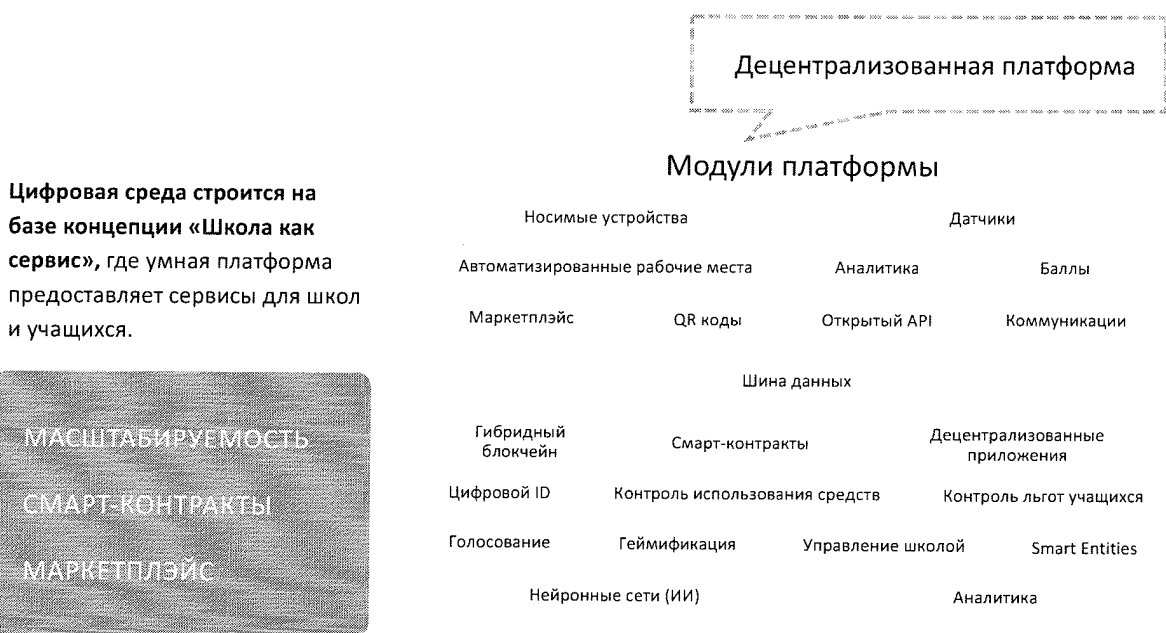 Децентрализованная платформа
Модули платформы
Цифровая среда строится на
базе концепции «Школа как
сервис», где умная платформа
предоставляет сервисы для школ
и учащихся.
МАСШТАБИРУЕМОСТЬ
СМАРТ-КОНТРАКТЫ
МАРКЕТПЛЭЙС
Носимые устройства
Датчики
Автоматизированные рабочие места
Аналитика
Баллы
Маркетплэйс
QR коды
Открытый API
Коммуникации
Шина данных
Гибридный
блокчейн
Смарт-контракты
Децентрализованные
приложения
Цифровой ID
Контроль использования средств
Контроль льгот учащихся
Голосование
Геймификация
Управление школой
Smart Entities
Нейронные сети (ИИ)
Аналитика